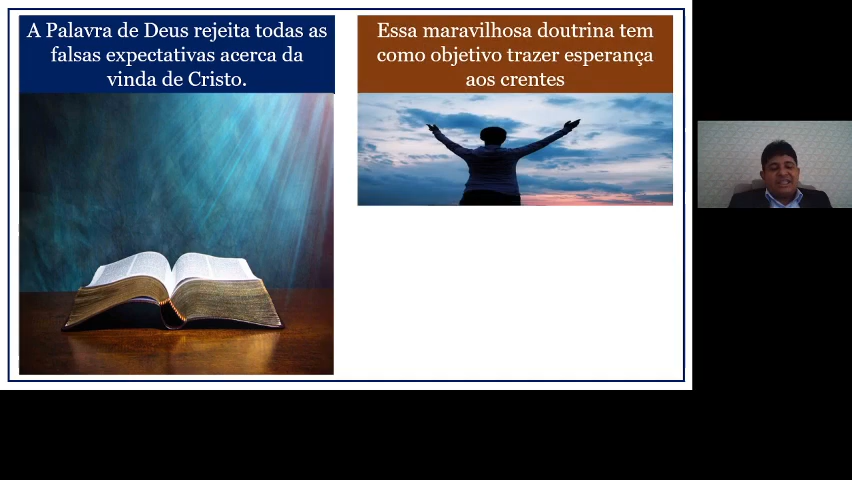 A Palavra de Deus rejeita todas as
falsas expectativas acerca da
vinda de Cristo.
Essa maravilhosa doutrina tem
como objetivo trazer esperança
aos crentes